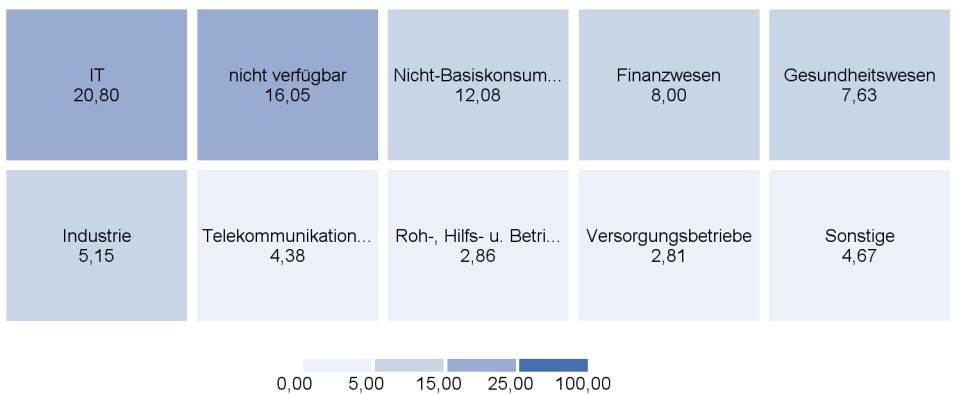 IT
20,80
nicht verfügbar
16,05
Nicht-Basiskonsum...
12,08
Finanzwesen
8,00
Gesundheitswesen
7,63
Industrie
5,15
Telekommunikation...
4,38
Roh-, Hilfs- u. Betri...
2,86
Versorgungsbetriebe
2,81
Sonstige
4,67
0,00 5,00 15,00 25,00 100,00